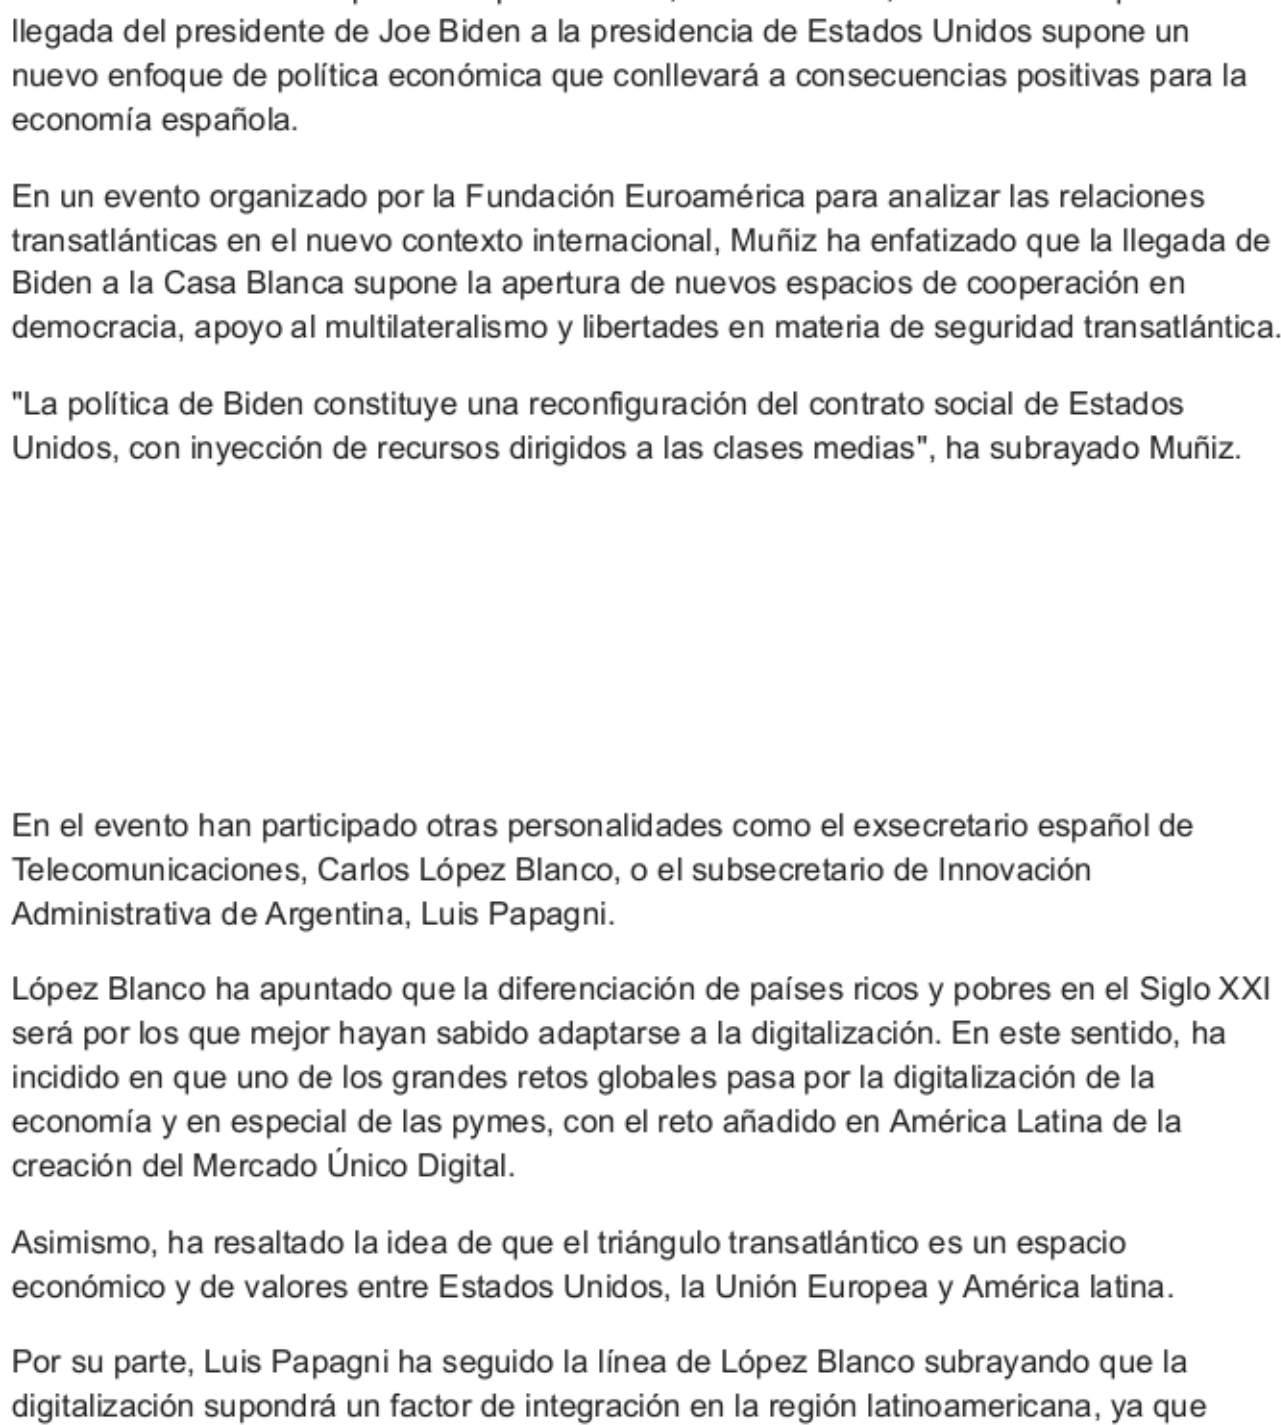 llegada del presidente de Joe Biden a la presidencia de Estados Unidos supone un
nuevo enfoque de política económica que conllevará a consecuencias positivas para la
economía española.
En un evento organizado por la Fundación Euroamérica para analizar las relaciones
transatlánticas en el nuevo contexto internacional, Muñiz ha enfatizado que la llegada de
Biden a la Casa Blanca supone la apertura de nuevos espacios de cooperación en
democracia, apoyo al multilateralismo y libertades en materia de seguridad transatlántica.
"La política de Biden constituye una reconfiguración del contrato social de Estados
Unidos, con inyección de recursos dirigidos a las clases medias", ha subrayado Muñiz.
En el evento han participado otras personalidades como el exsecretario español de
Telecomunicaciones, Carlos López Blanco, o el subsecretario de Innovación
Administrativa de Argentina, Luis Papagni.
López Blanco ha apuntado que la diferenciación de países ricos y pobres en el Siglo XXI
será por los que mejor hayan sabido adaptarse a la digitalización. En este sentido, ha
incidido en que uno de los grandes retos globales pasa por la digitalización de la
economía y en especial de las pymes, con el reto añadido en América Latina de la
creación del Mercado Único Digital.
Asimismo, ha resaltado la idea de que el triángulo transatlántico es un espacio
económico y de valores entre Estados Unidos, la Unión Europea y América latina.
Por su parte, Luis Papagni ha seguido la línea de López Blanco subrayando que la
digitalización supondrá un factor de integración en la región latinoamericana, ya que